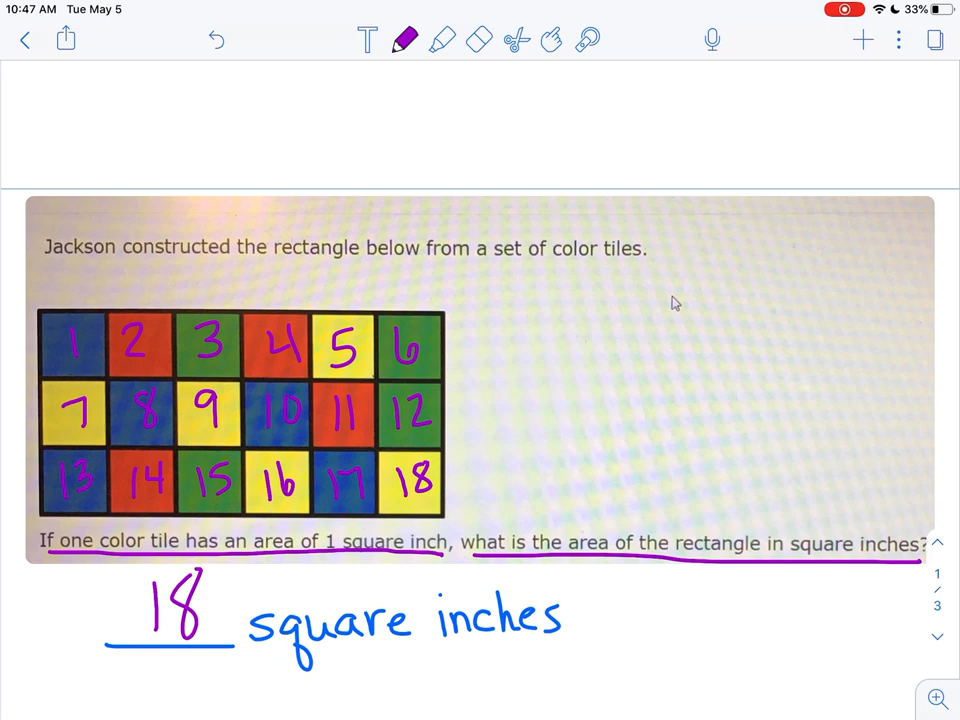 10:47 AM Tue May 5 33%
T
Jackson constructed the rectangle below from a set of color tiles.
1 2 3 4 5 6
7 8 9 10 11 12
13 14 15 16 17 18
If one color tile has an area of 1 square inch, what is the area of the rectangle in square inches?
1
/
3
18 square inches